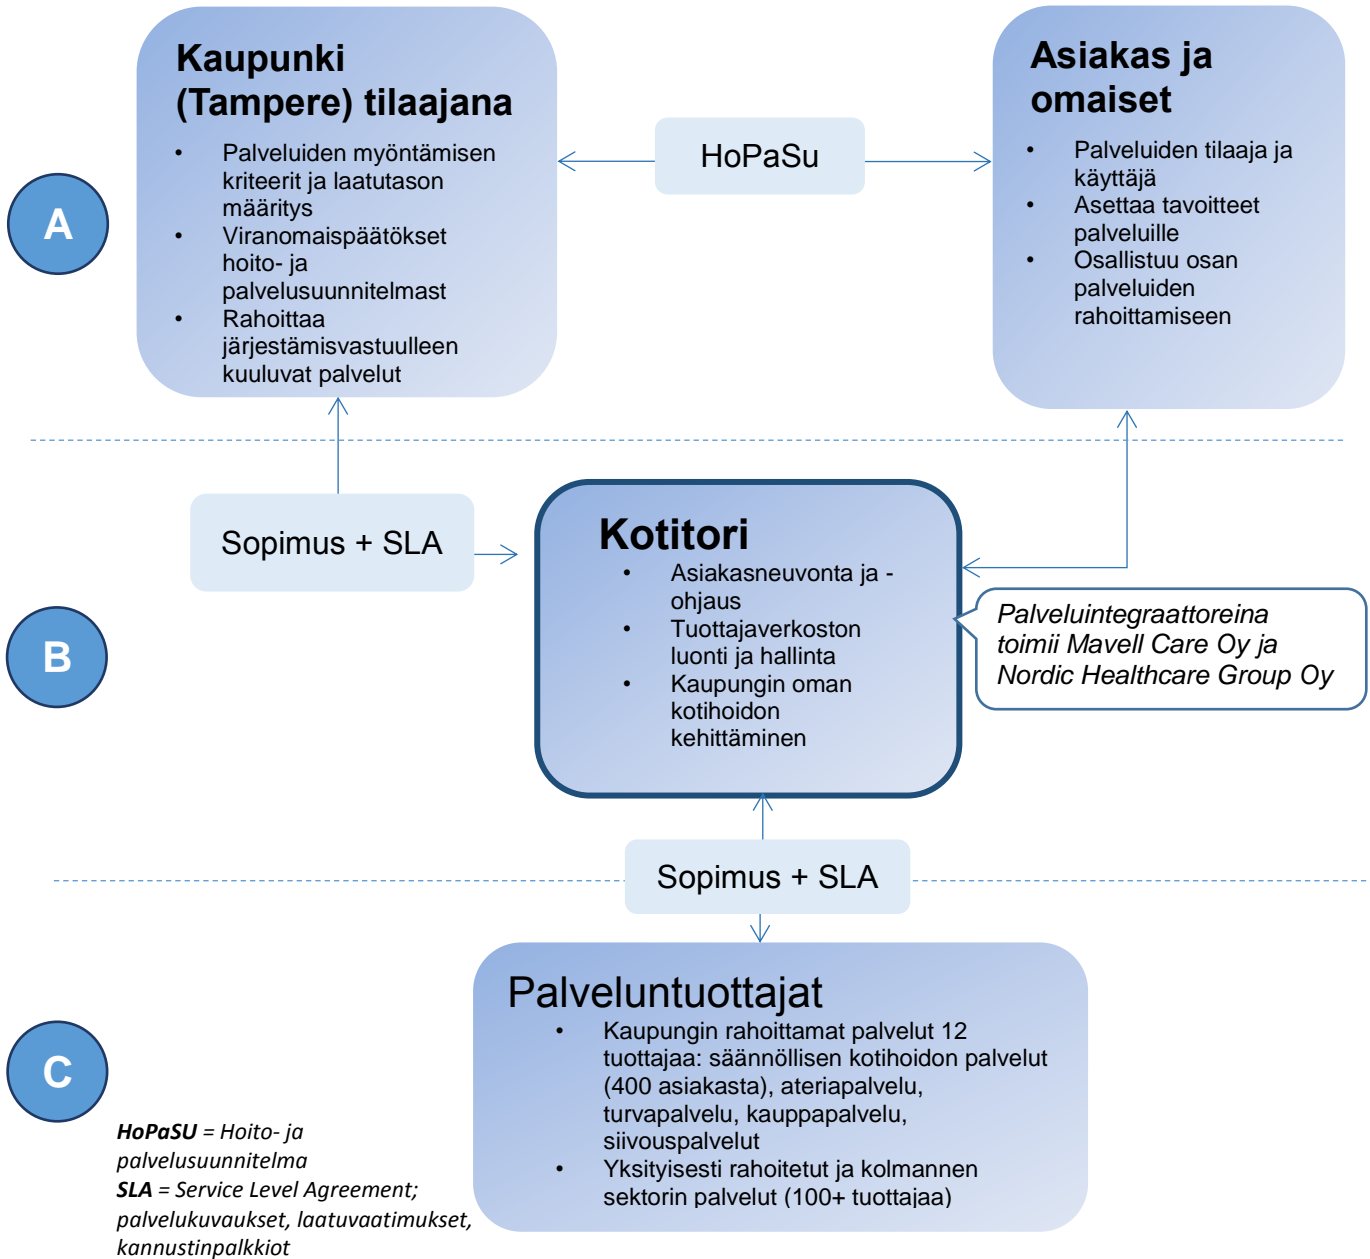 Kaupunki
(Tampere) tilaajana
• Palveluiden myöntämisen
kriteerit ja laatutason
määritys
• Viranomaispäätökset
hoito- ja
palvelusuunnitelmast
• Rahoittaa
järjestämisvastuulleen
kuuluvat palvelut
HoPaSu
Asiakas ja
omaiset
• Palveluiden tilaaja ja
käyttäjä
• Asettaa tavoitteet
palveluille
• Osallistuu osan
palveluiden
rahoittamiseen
A
Sopimus + SLA
Kotitori
• Asiakasneuvonta ja -
ohjaus
• Tuottajaverkoston
luonti ja hallinta
• Kaupungin oman
kotihoidon
kehittäminen
Palveluintegraattoreina
toimii Mavell Care Oy ja
Nordic Healthcare Group Oy
B
Sopimus + SLA
Palveluntuottajat
• Kaupungin rahoittamat palvelut 12
tuottajaa: säännöllisen kotihoidon palvelut
(400 asiakasta), ateriapalvelu,
turvapalvelu, kauppapalvelu,
siivouspalvelut
• Yksityisesti rahoitetut ja kolmannen
sektorin palvelut (100+ tuottajaa)
C
HoPaSU = Hoito- ja
palvelusuunnitelma
SLA = Service Level Agreement;
palvelukuvaukset, laatuvaatimukset,
kannustinpalkkiot